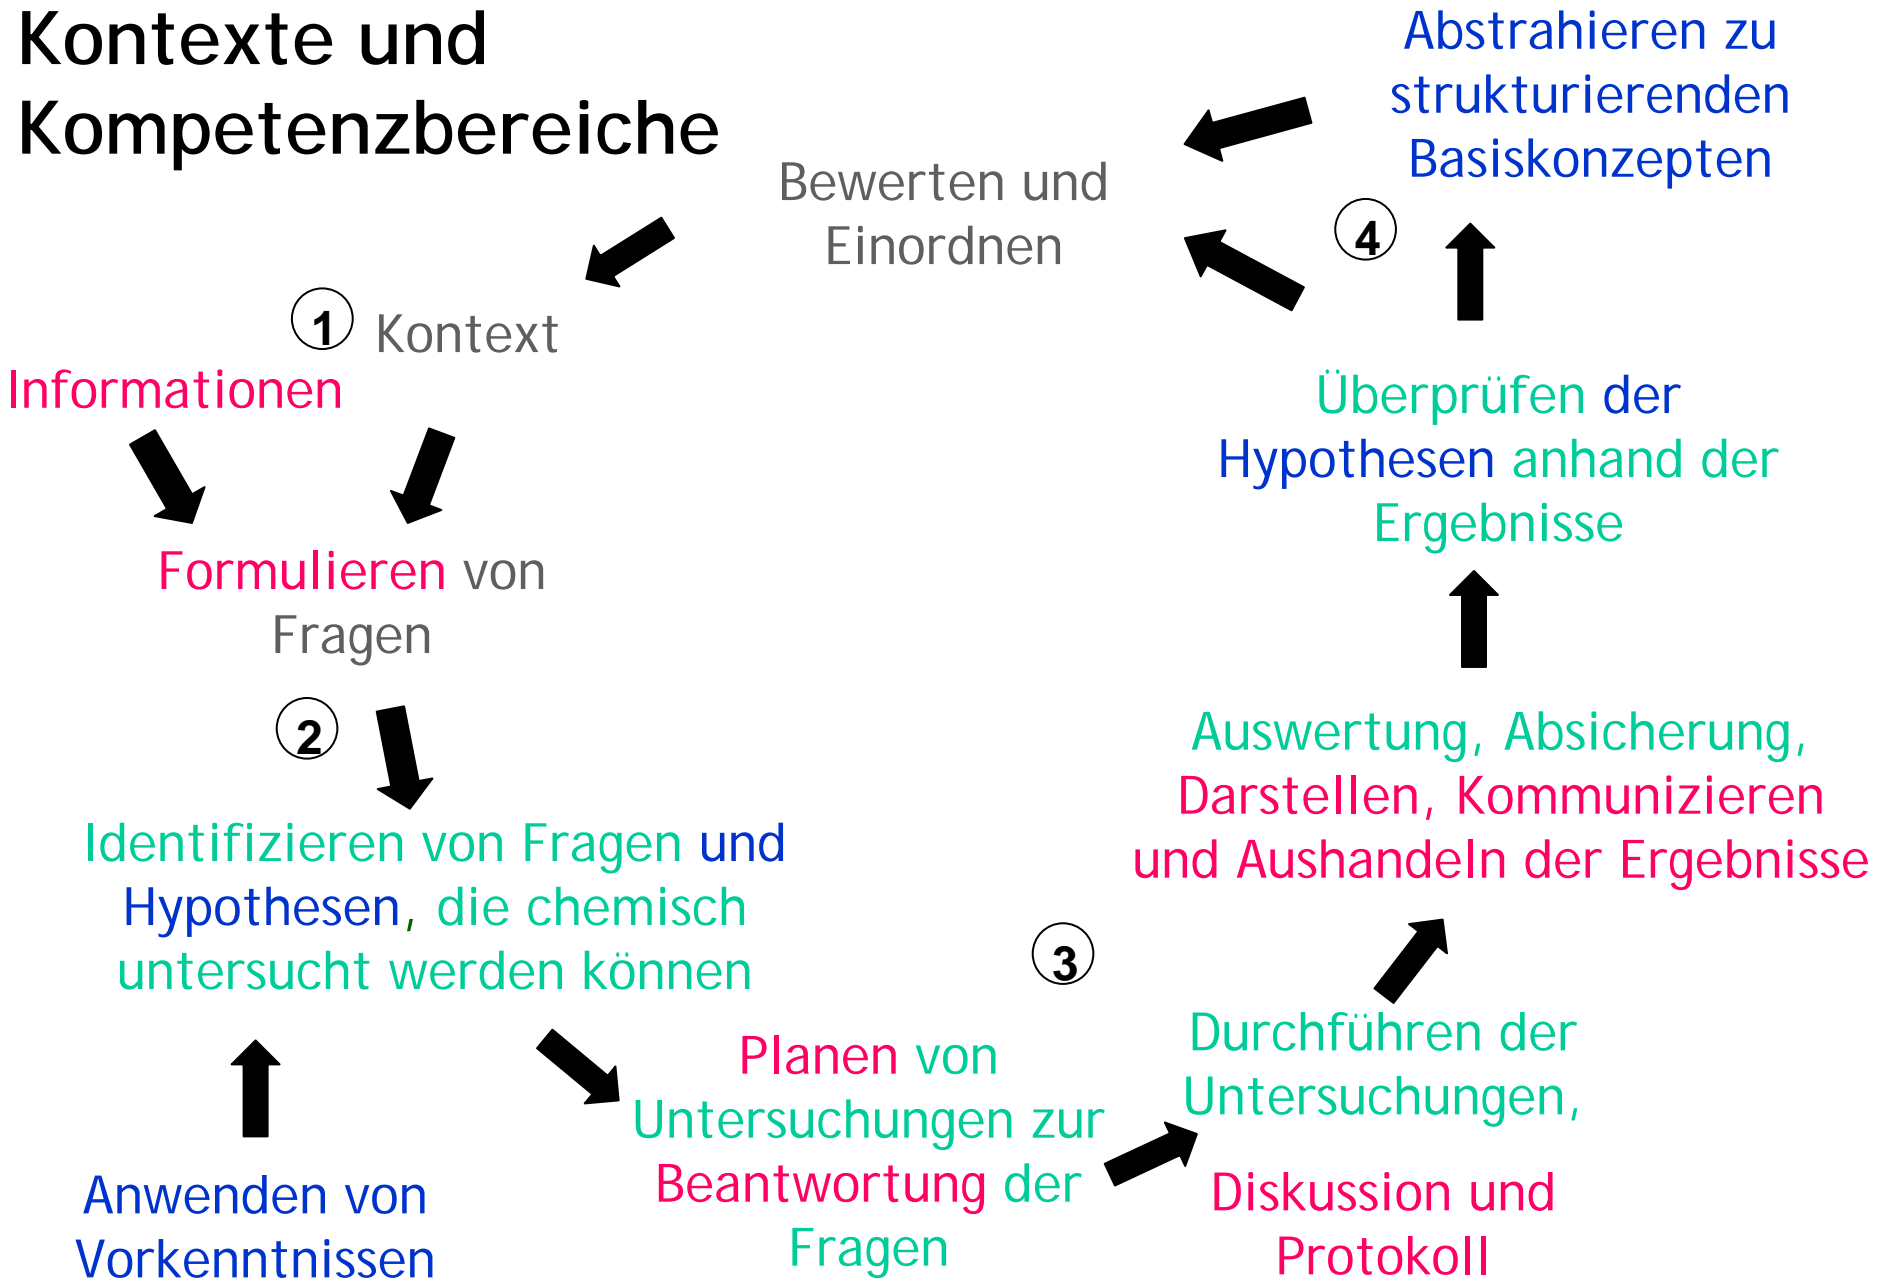 Kontexte und
Kompetenzbereiche
Abstrahieren zu
strukturierenden
Basiskonzepten
Bewerten und
Einordnen
4
1
Kontext
Informationen
Überprüfen der
Hypothesen anhand der
Ergebnisse
Formulieren von
Fragen
2
Auswertung, Absicherung,
Darstellen, Kommunizieren
und Aushandeln der Ergebnisse
Identifizieren von Fragen und
Hypothesen, die chemisch
untersucht werden können
3
Planen von
Untersuchungen zur
Beantwortung der
Fragen
Durchführen der
Untersuchungen,
Diskussion und
Protokoll
Anwenden von
Vorkenntnissen